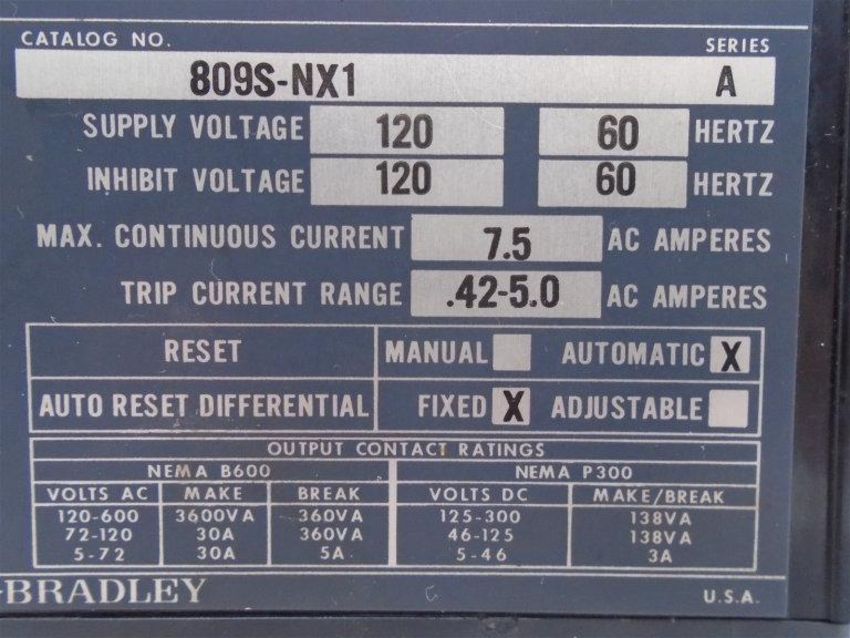 CATALOG NO. SERIES
809S-NX1 A
SUPPLY VOLTAGE 120 60 HERTZ
INHIBIT VOLTAGE 120 60 HERTZ
MAX. CONTINUOUS CURRENT 7.5 AC AMPERES
TRIP CURRENT RANGE .42-5.0 AC AMPERES
RESET MANUAL AUTOMATIC X
AUTO RESET DIFFERENTIAL FIXED X ADJUSTABLE
OUTPUT CONTACT RATINGS
NEMA B600 NEMA P300
VOLTS AC MAKE BREAK VOLTS DC MAKE/BREAK
120-600 3600VA 360VA 125-300 138VA
72-120 30A 360VA 46-125 138VA
5-72 30A 5A 5-46 3A
-BRADLEY U.S.A.